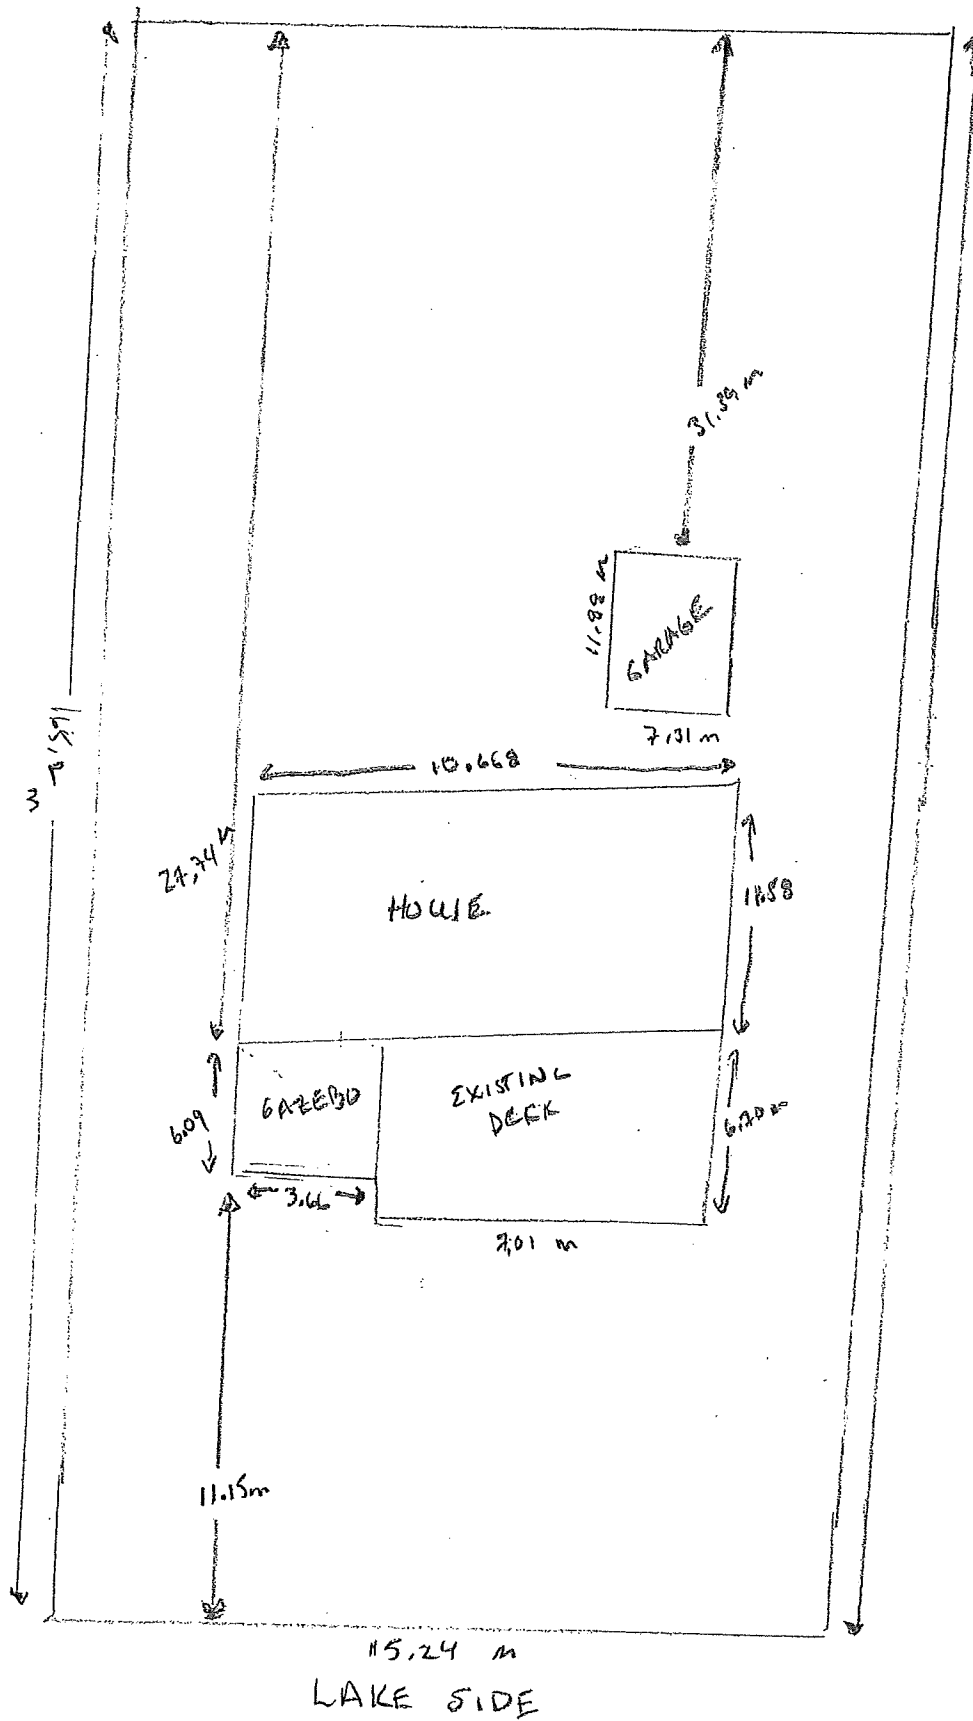 31.39 m
11.88 m
GARAGE
7.31 m
10.668
27.74
HOUSE
11.58
GAZEBO
EXISTING
DECK
6.09
6.70 m
3.66
7.01 m
11.15m
15.24 m
LAKE SIDE